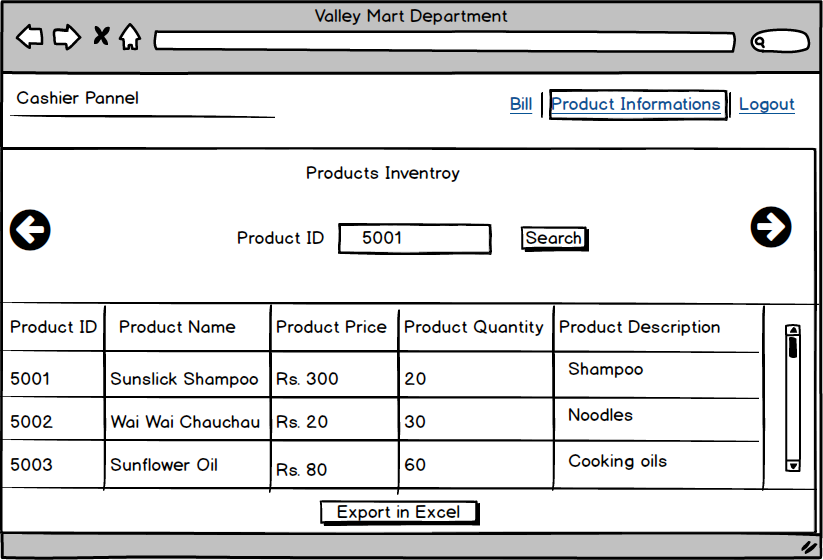 Valley Mart Department
Cashier Pannel
Bill Product Informations Logout
Products Inventroy
Product ID 5001 Search
Product ID Product Name Product Price Product Quantity Product Description
5001 Sunslick Shampoo Rs. 300 20 Shampoo
5002 Wai Wai Chauchau Rs. 20 30 Noodles
5003 Sunflower Oil Rs. 80 60 Cooking oils
Export in Excel